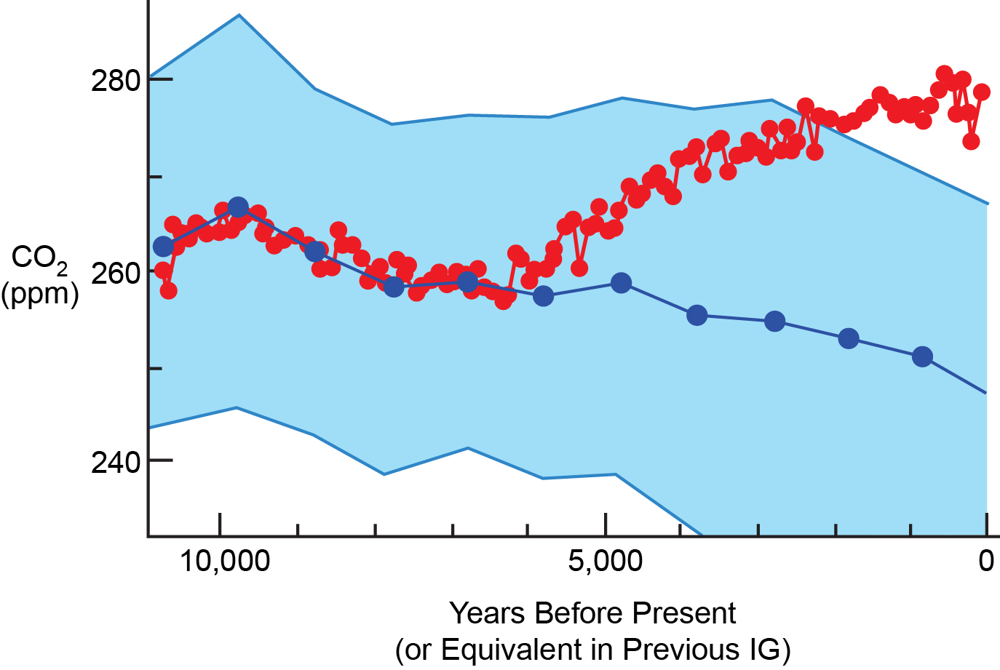 280
260
240
CO₂
(ppm)
10,000
5,000
0
Years Before Present
(or Equivalent in Previous IG)